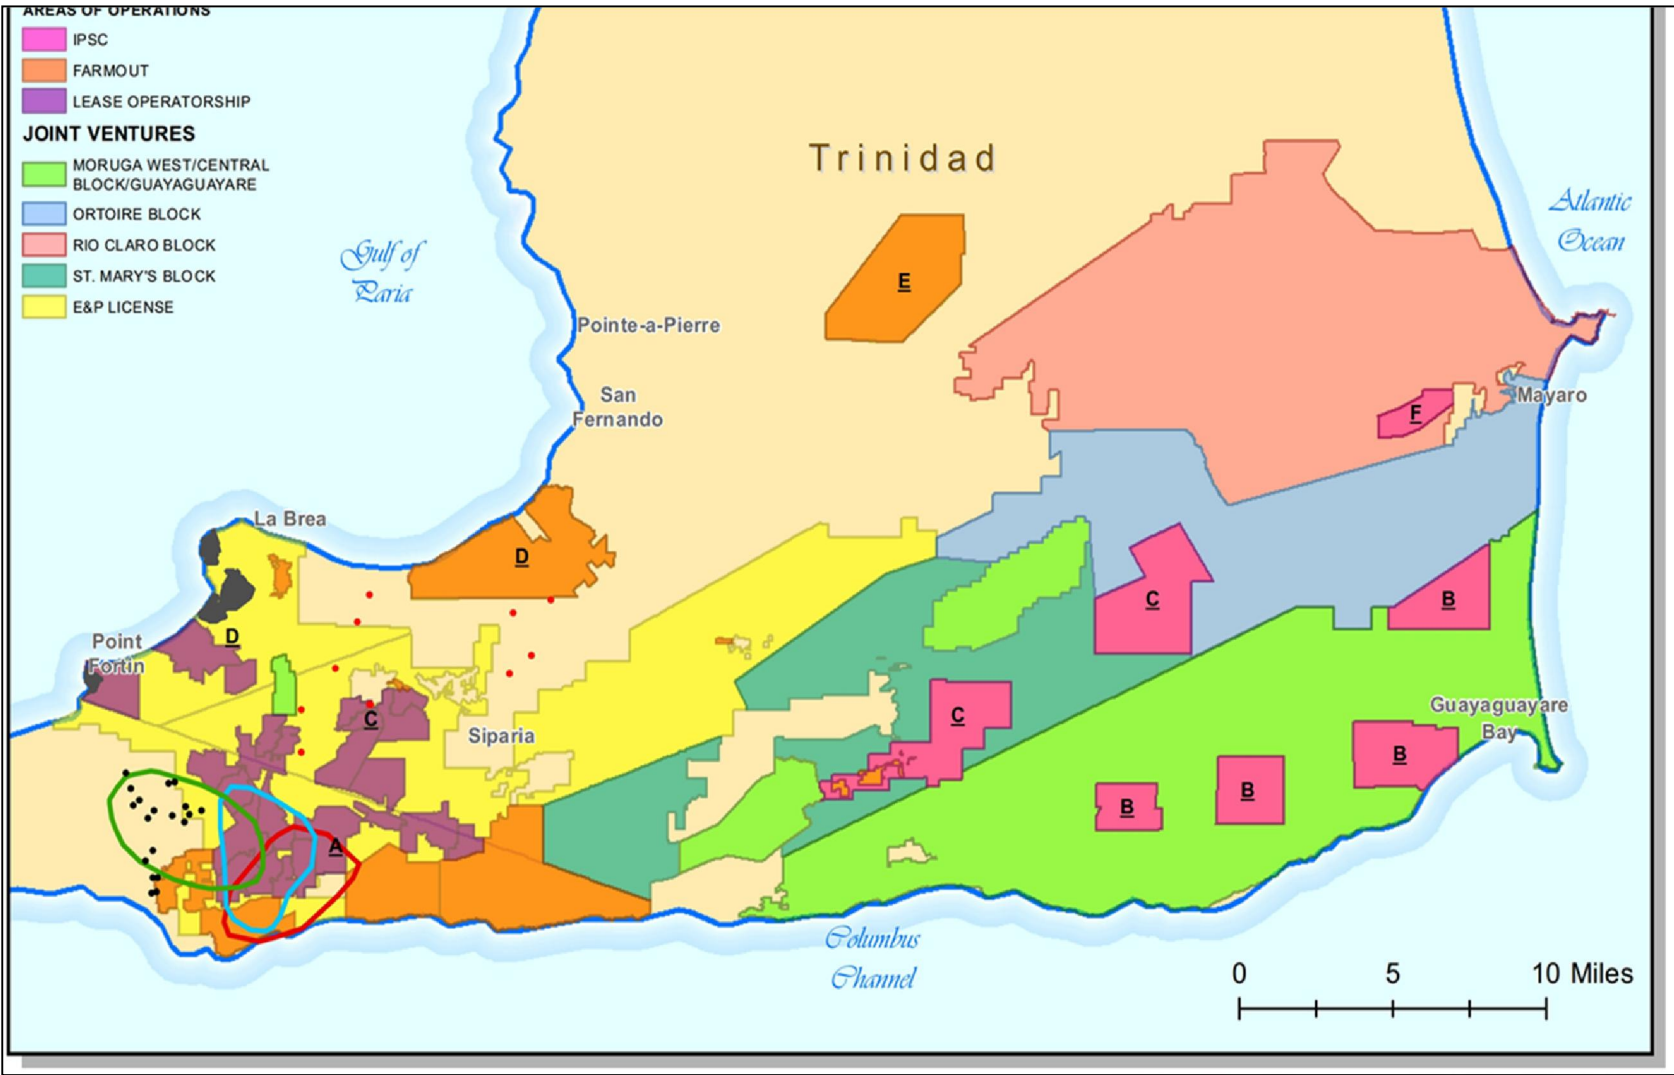 AREAS OF OPERATIONS
IPSC
FARMOUT
LEASE OPERATORSHIP
JOINT VENTURES
MORUGA WEST/CENTRAL
BLOCK/GUAYAGUAYARE
ORTOIRE BLOCK
RIO CLARO BLOCK
ST. MARY'S BLOCK
E&P LICENSE
Trinidad
Atlantic
Ocean
Gulf of
Paria
E
Pointe-a-Pierre
San
Fernando
F
Mayaro
La Brea
D
C
B
Point
Fortin
D
C
Siparia
C
Guayaguayare
Bay
B
B
B
A
Columbus
Channel
0 5 10 Miles